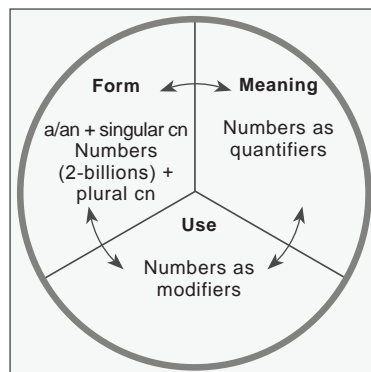 Form
a/an + singular cn
Numbers
(2-billions) +
plural cn
Meaning
Numbers as
quantifiers
Use
Numbers as
modifiers